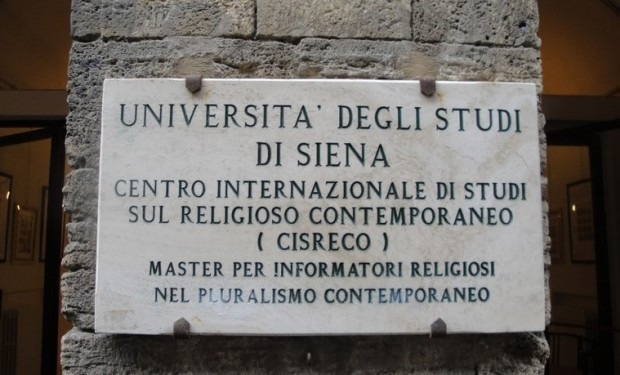 UNIVERSITA' DEGLI STUDI
DI SIENA
CENTRO INTERNAZIONALE DI STUDI
SUL RELIGIOSO CONTEMPORANEO
( CISRECO )
MASTER PER INFORMATORI RELIGIOSI
NEL PLURALISMO CONTEMPORANEO